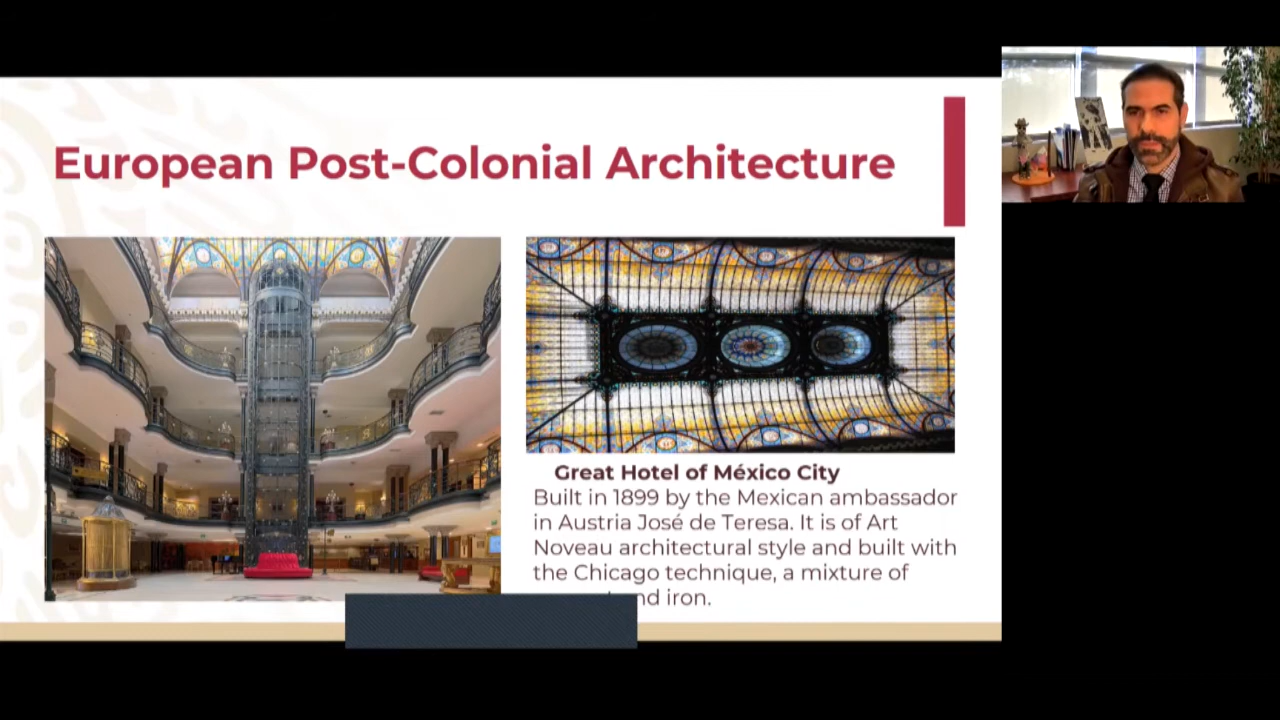 European Post-Colonial Architecture
Great Hotel of México City
Built in 1899 by the Mexican ambassador
in Austria José de Teresa. It is of Art
Noveau architectural style and built with
the Chicago technique, a mixture of
iron.